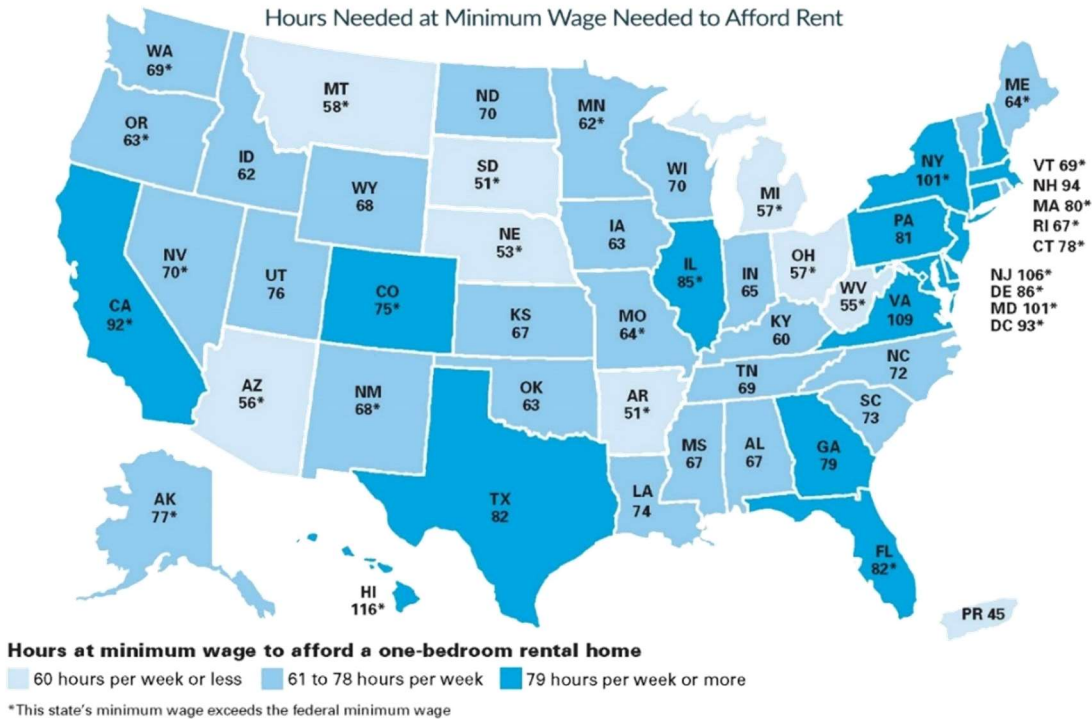 Hours Needed at Minimum Wage Needed to Afford Rent
WA
69*
MT
58*
ND
70
MN
62*
ME
64*
OR
63*
ID
62
SD
51*
WI
70
NY
101*
VT 69*
NH 94
MA 80*
RI 67*
CT 78*
WY
68
MI
57*
NE
53*
IA
63
PA
81
NV
70*
UT
76
CO
75*
IL
85*
IN
65
OH
57*
WV
55*
NJ 106*
DE 86*
MD 101*
DC 93*
CA
92*
KS
67
MO
64*
KY
60
VA
109
AZ
56*
NM
68*
OK
63
AR
51*
TN
69
NC
72
SC
73
MS
67
AL
67
GA
79
AK
77*
TX
82
LA
74
FL
82*
HI
116*
PR 45
Hours at minimum wage to afford a one-bedroom rental home
60 hours per week or less
61 to 78 hours per week
79 hours per week or more
*This state's minimum wage exceeds the federal minimum wage